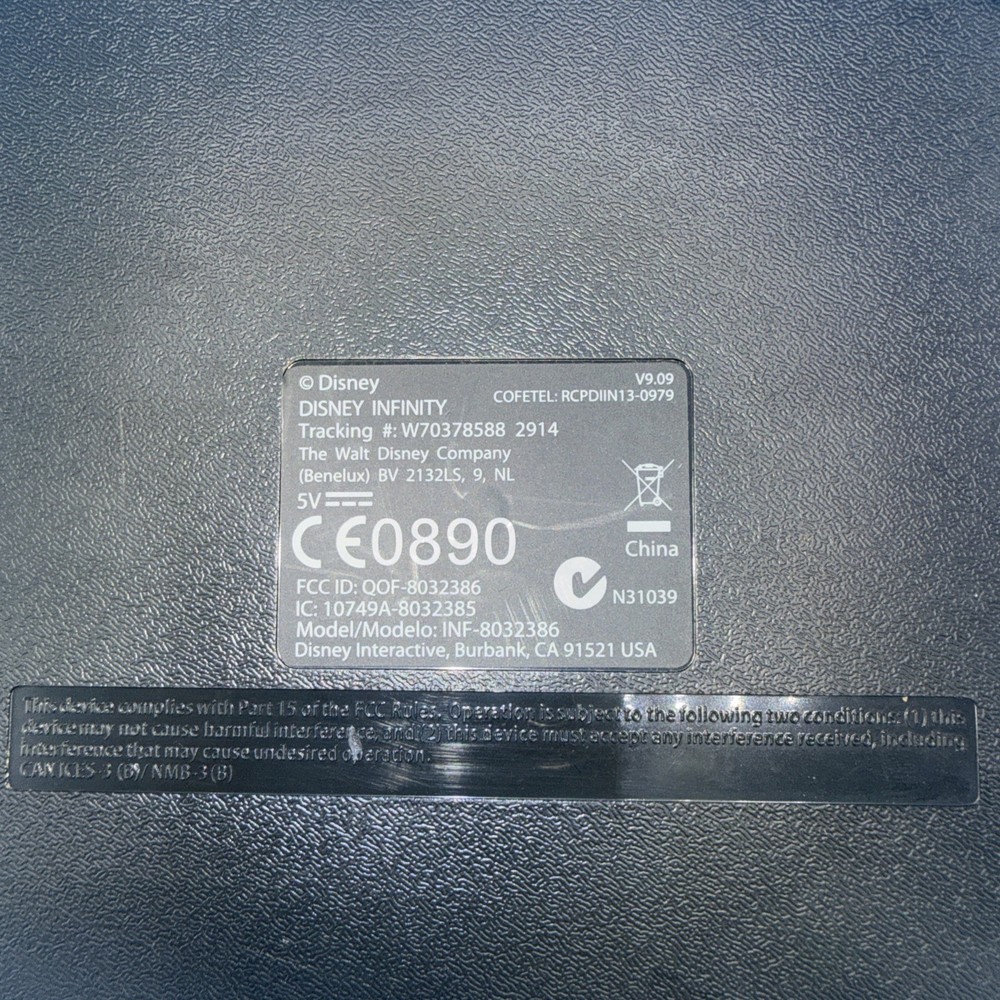 © Disney
V9.09
DISNEY INFINITY
COFETEL: RCPDIIN13-0979
Tracking #: W70378588 2914
The Walt Disney Company
(Benelux) BV 2132LS, 9, NL
5V
CE0890
China
FCC ID: QOF-8032386
IC: 10749A-8032385
N31039
Model/Modelo: INF-8032386
Disney Interactive, Burbank, CA 91521 USA
This device complies with Part 15 of the FCC Rules. Operation is subject to the following two conditions: (1) this
device may not cause harmful interference, and (2) this device must accept any interference received, including
interference that may cause undesired operation.
CAN ICES-3 (B)/ NMB-3 (B)